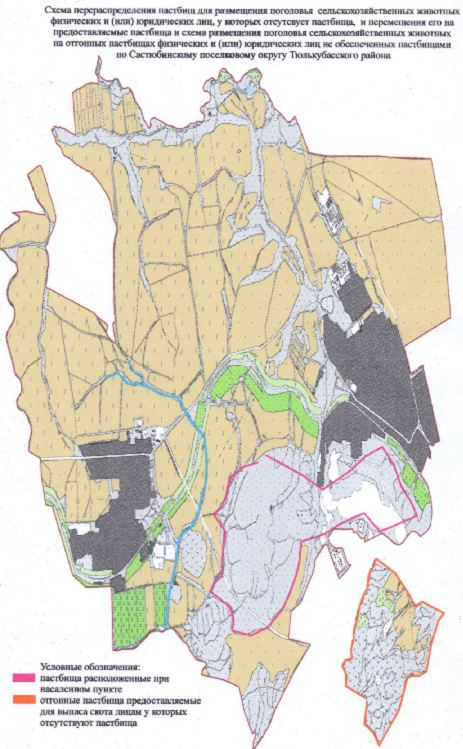 Схема перераспределения пастбищ для размещения поголовья сельскохозяйственных животных
физических и (или) юридических лиц, у которых отсутсвует пастбища, и перемещения его на
предоставляемые пастбища и схема размещения поголовья сельскохозяйственных животных
на отгонных пастбищах физических и (или) юридических лиц не обеспеченных пастбищами
по Састюбинскому поселковому округу Тюлькубасского района
Условные обозначения:
пастбища расположенные при
васаленном пункте
отгонные пастбища предоставляемые
для выпаса скота лицам у которых
отсутствуют пастбища